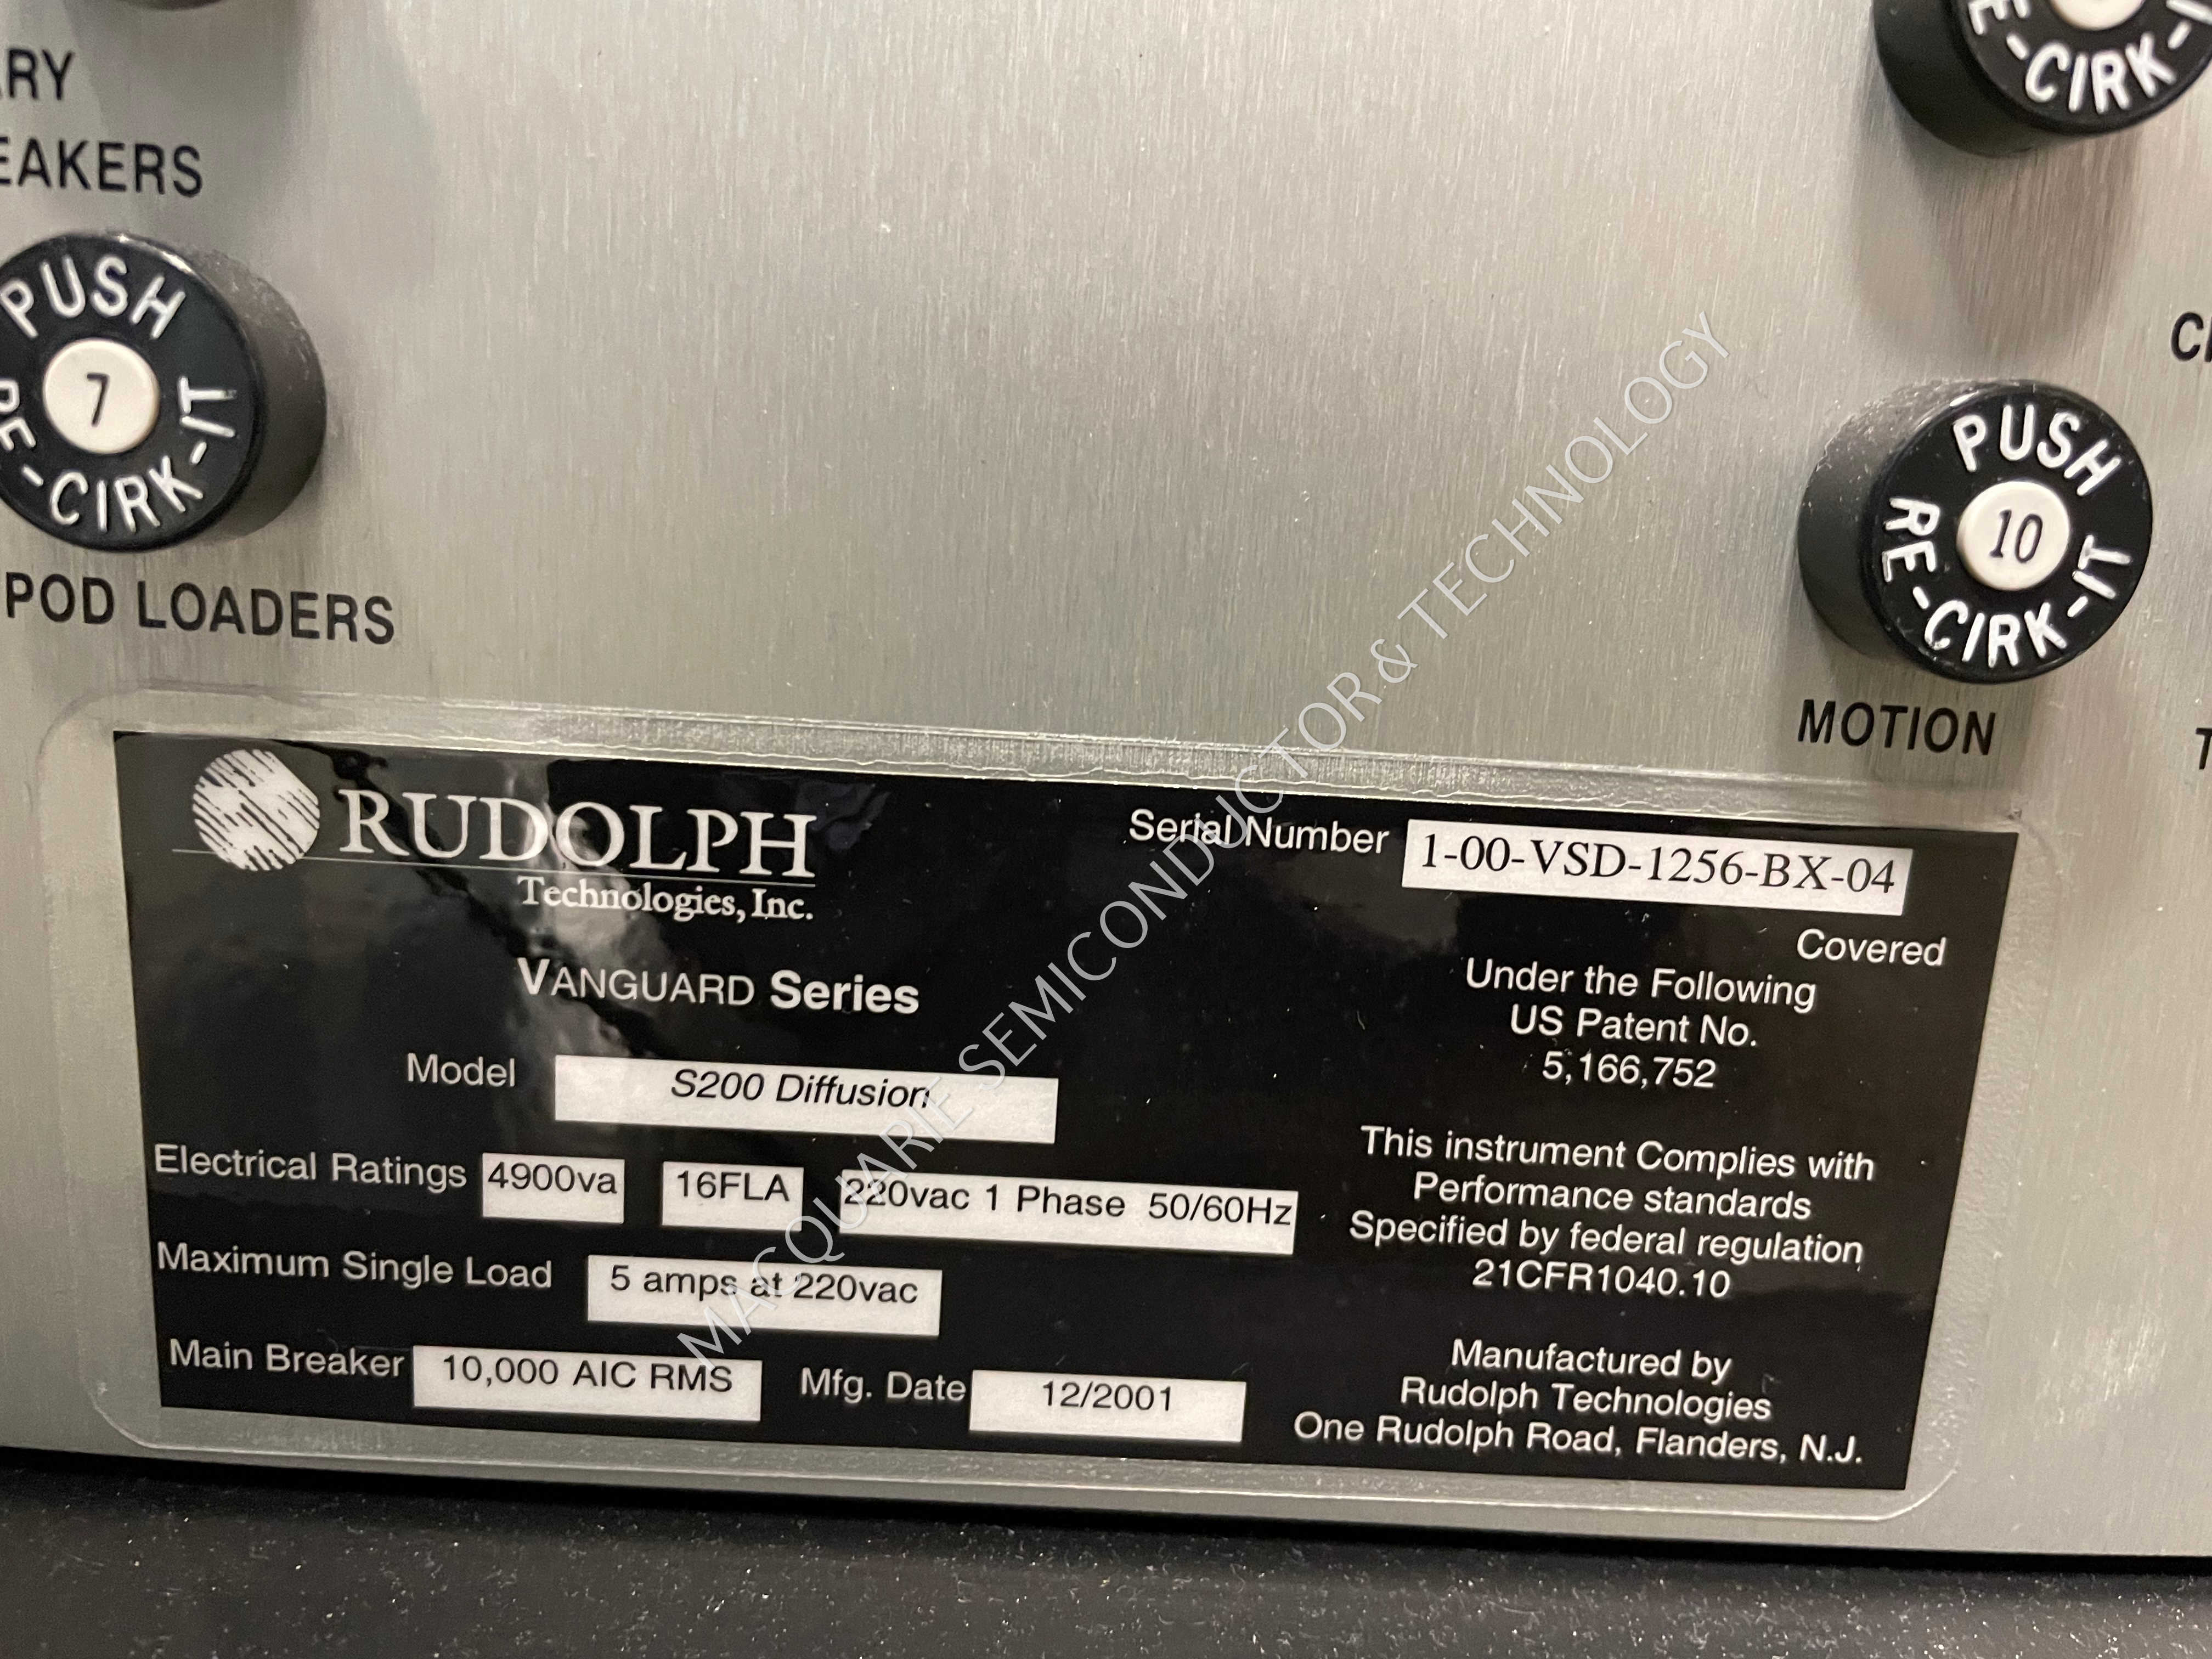 EAKERS
PUSH
7
RE-CIRK-IT
POD LOADERS
RE-CIRK-I
PUSH
10
RE-CIRK-IT
MOTION
RUDOLPH
Technologies, Inc.
VANGUARD Series
Model S200 Diffusion
Electrical Ratings 4900va 16FLA 220vac 1 Phase 50/60Hz
Maximum Single Load 5 amps at 220vac
Main Breaker 10,000 AIC RMS Mfg. Date 12/2001
Serial Number 1-00-VSD-1256-BX-04
Covered
Under the Following
US Patent No.
5,166,752
This instrument Complies with
Performance standards
Specified by federal regulation
21CFR1040.10
Manufactured by
Rudolph Technologies
One Rudolph Road, Flanders, N.J.
MACQUARIE SEMICONDUCTOR & TECHNOLOGY